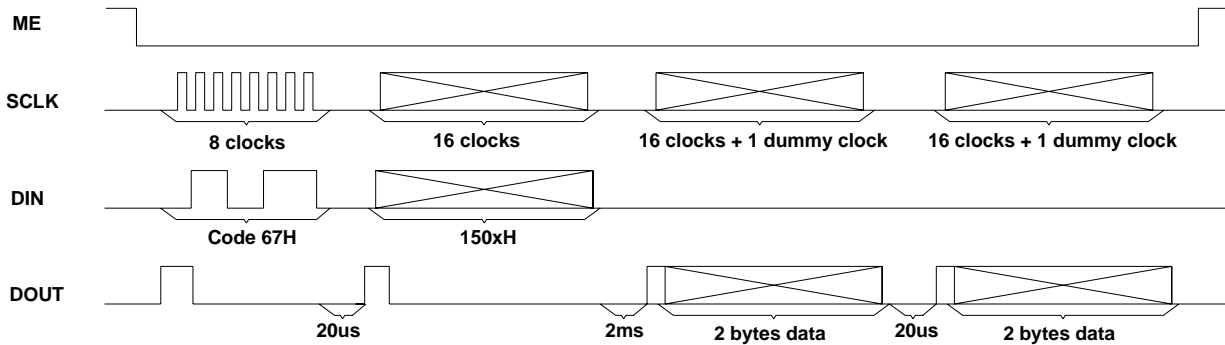 ME
SCLK
8 clocks
16 clocks
16 clocks + 1 dummy clock
16 clocks + 1 dummy clock
DIN
Code 67H
150xH
DOUT
20us
2ms
2 bytes data
20us
2 bytes data